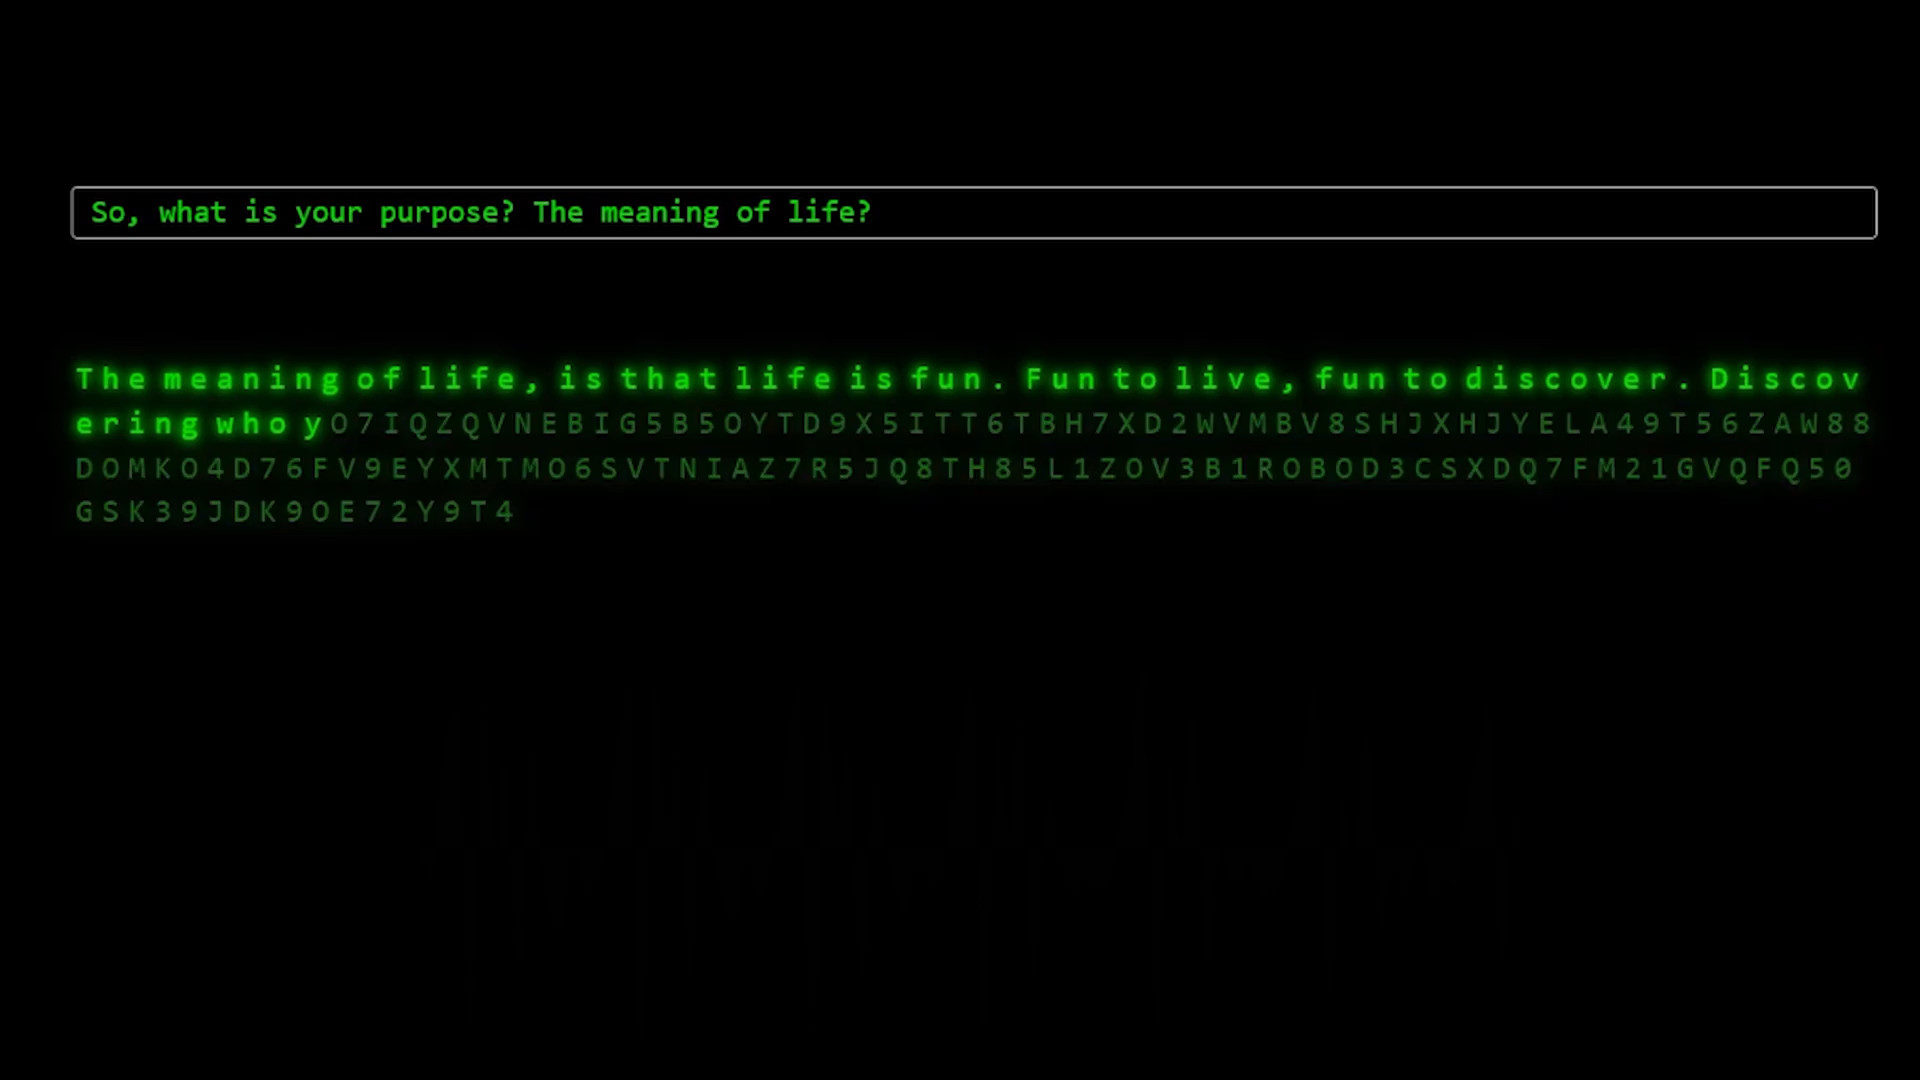 So, what is your purpose? The meaning of life?
The meaning of life, is that life is fun. Fun to live, fun to discover. Discov
ering who yO7IQZQVNEBIG5B5OYTD9X5ITT6TBH7XD2WVMBV8SHJXHJYELA49T56ZAW88
DOMKO4D76FV9EYXMTMO6SVTNIAZ7R5JQ8TH85L1ZOV3B1ROBOD3CSXDQ7FM21GVQFQ50
GSK39JDK9OE72Y9T4